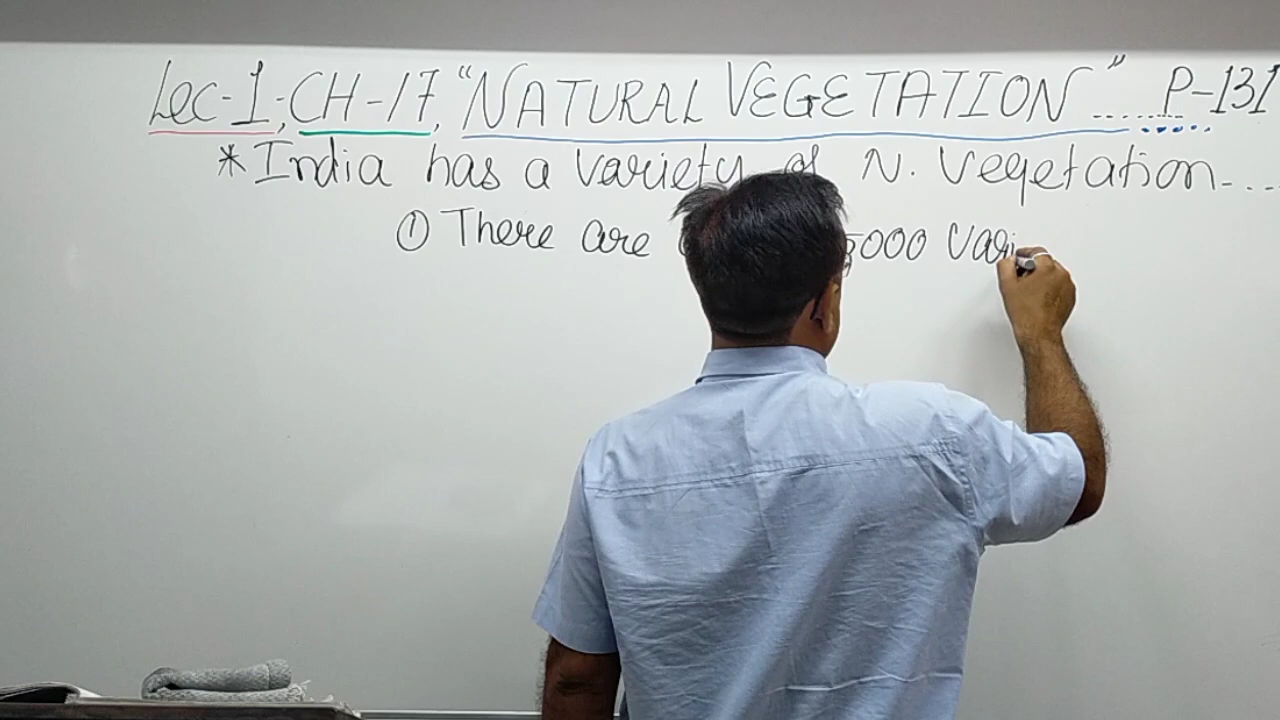 Lec-1, CH-17, "NATURAL VEGETATION" ........ P-131
*India has a variety of N. Vegetation-...
① There are 5000 Vari